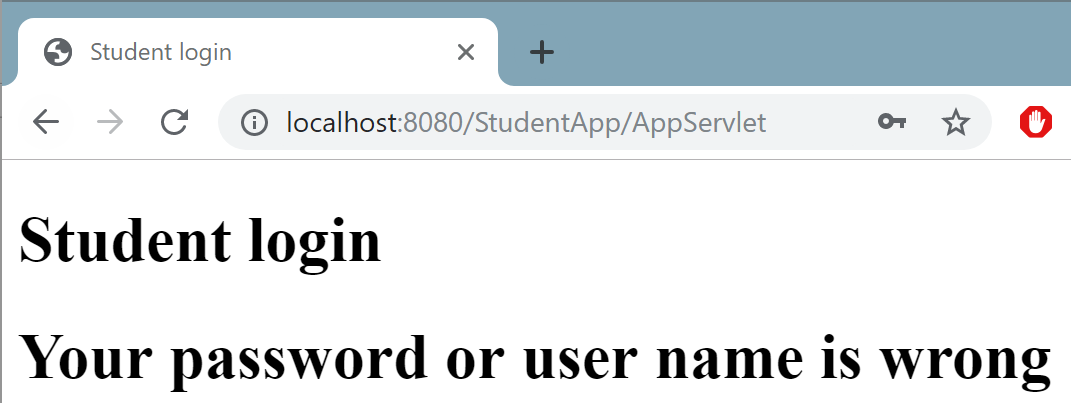 Student login
localhost:8080/StudentApp/AppServlet
Student login
Your password or user name is wrong